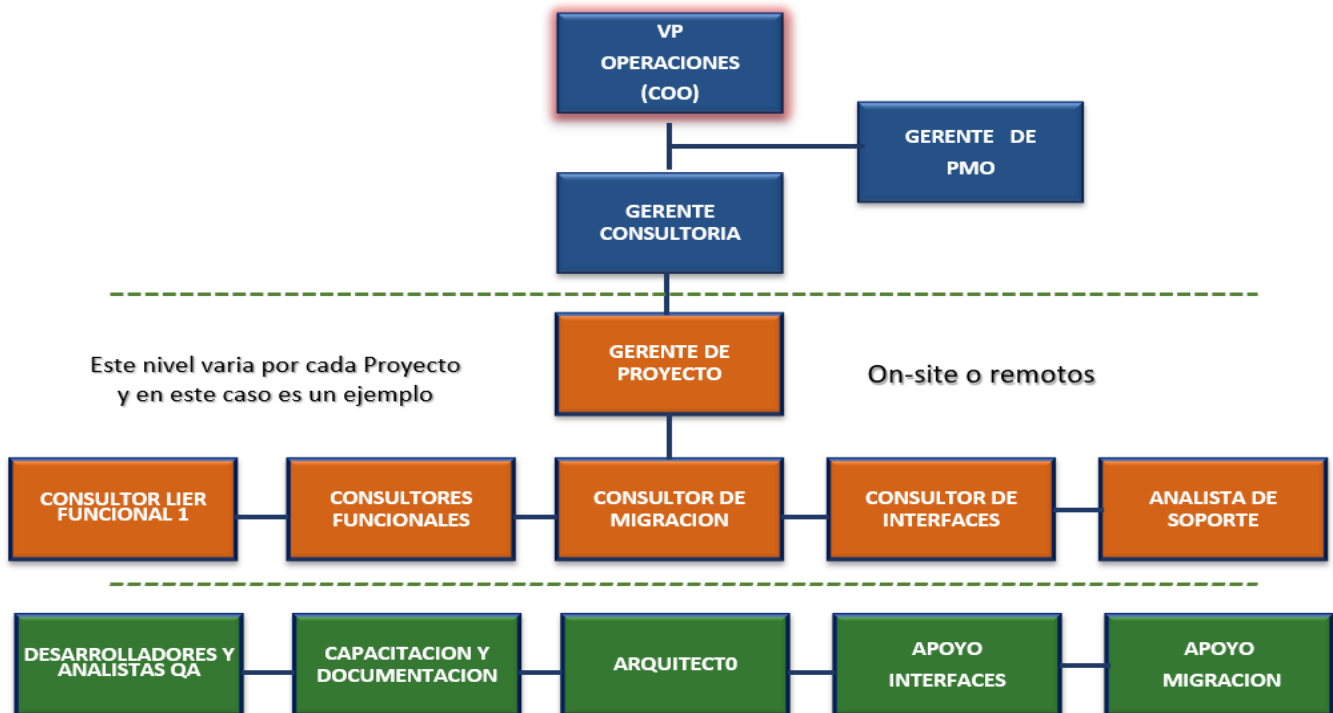 VP
OPERACIONES
(COO)
GERENTE DE
PMO
GERENTE
CONSULTORIA
Este nivel varia por cada Proyecto
y en este caso es un ejemplo
GERENTE DE
PROYECTO
On-site o remotos
CONSULTOR LIER
FUNCIONAL 1
CONSULTORES
FUNCIONALES
CONSULTOR DE
MIGRACION
CONSULTOR DE
INTERFACES
ANALISTA DE
SOPORTE
DESARROLLADORES Y
ANALISTAS QA
CAPACITACION Y
DOCUMENTACION
ARQUITECT0
APOYO
INTERFACES
APOYO
MIGRACION